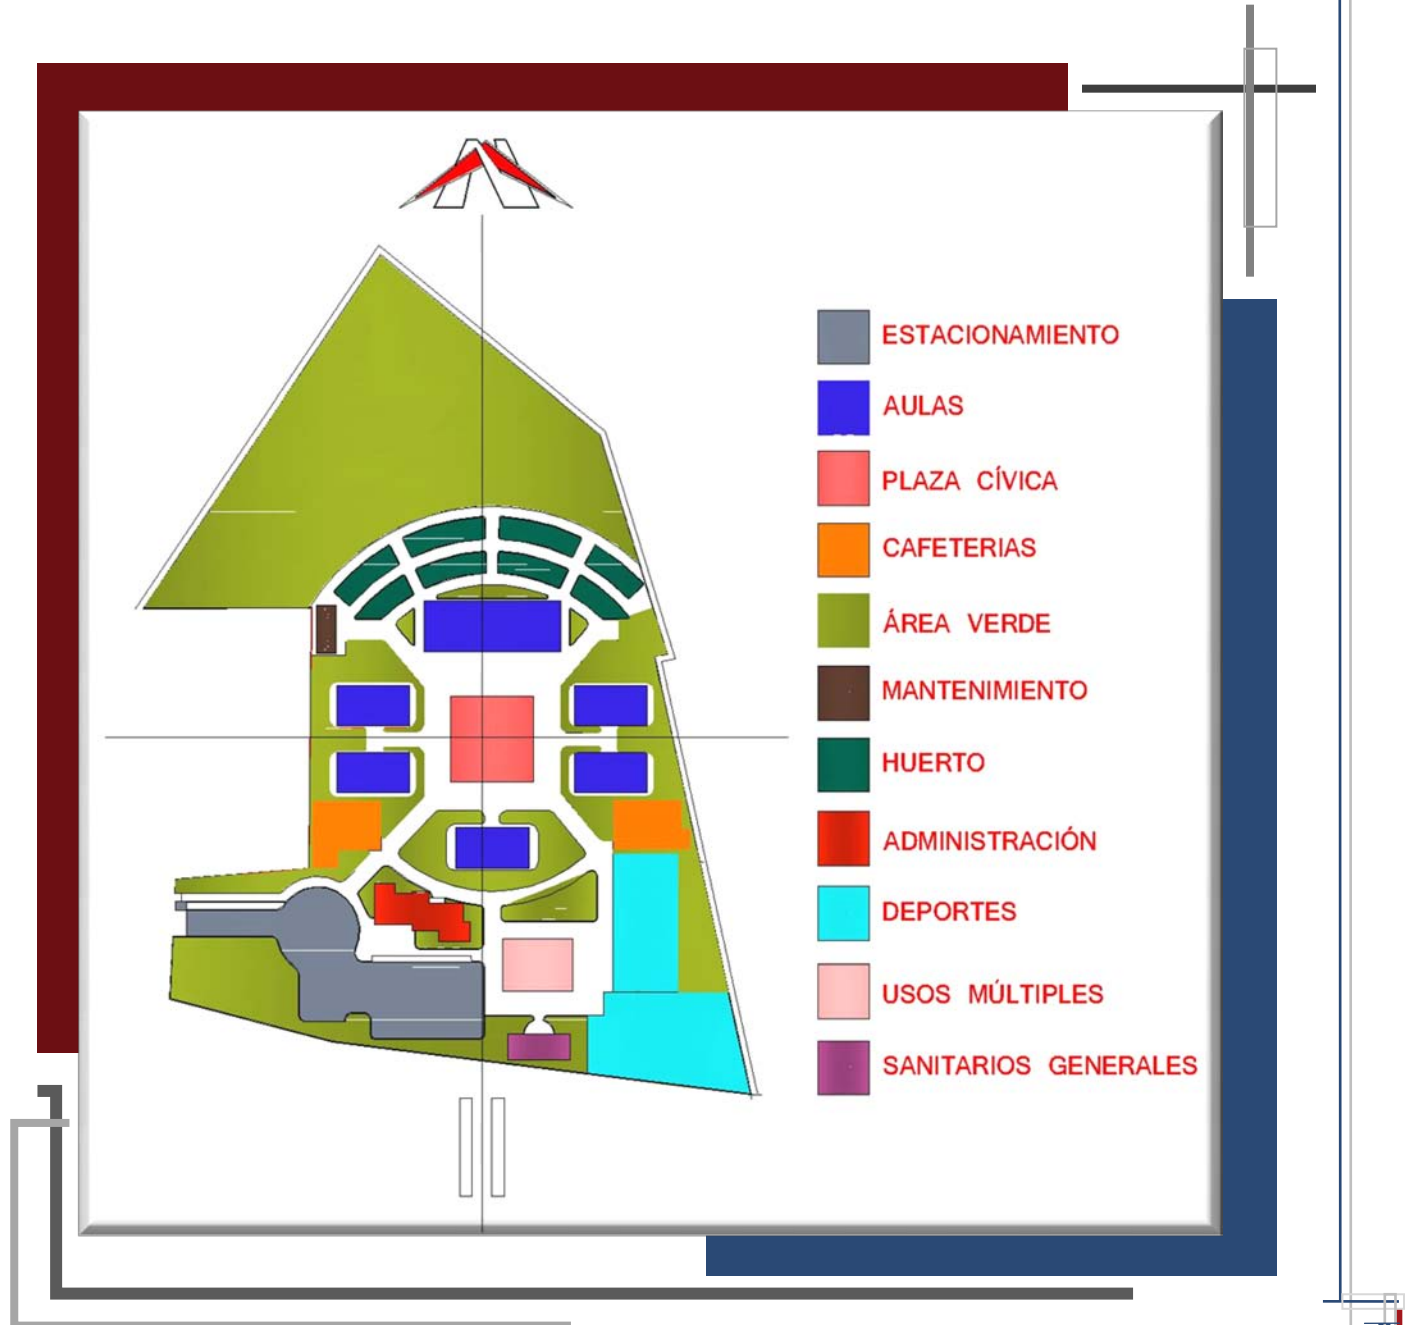 ESTACIONAMIENTO
AULAS
PLAZA CÍVICA
CAFETERIAS
ÁREA VERDE
MANTENIMIENTO
HUERTO
ADMINISTRACIÓN
DEPORTES
USOS MÚLTIPLES
SANITARIOS GENERALES